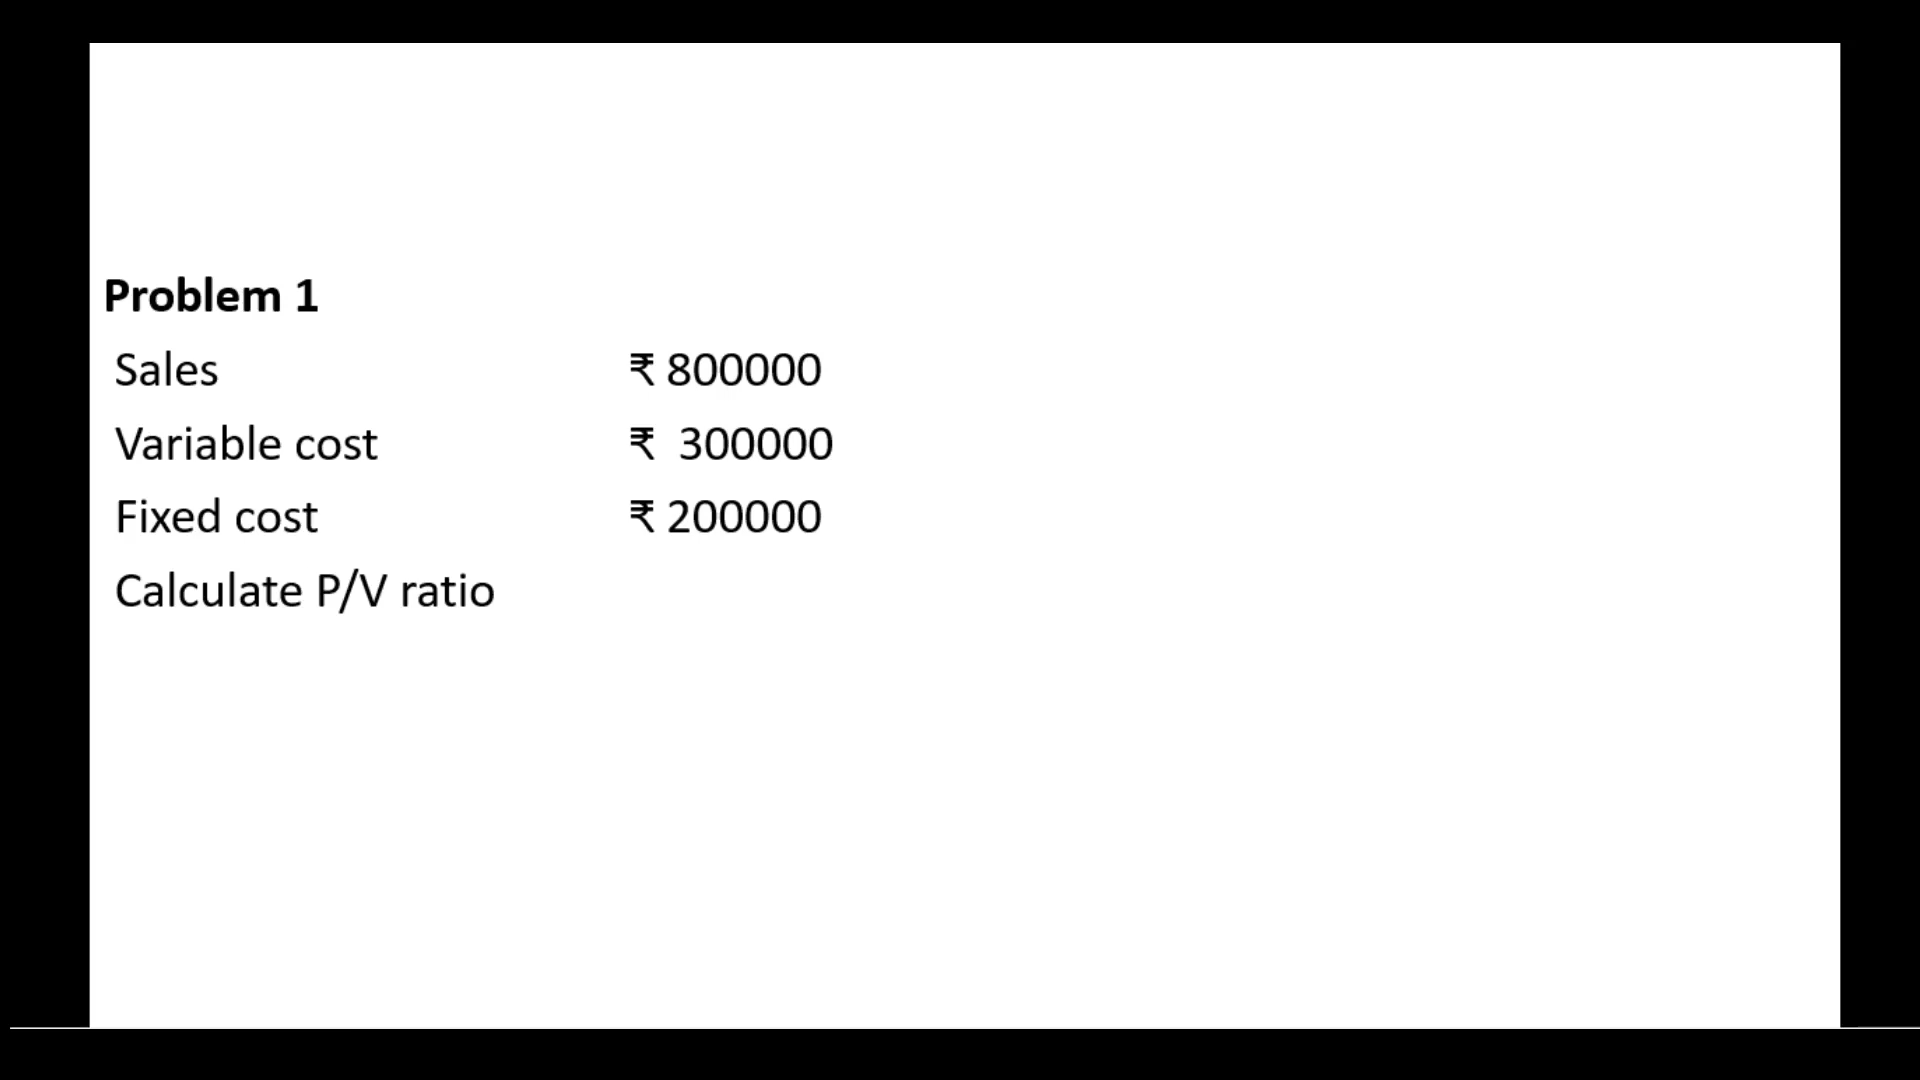 Problem 1
Sales ₹ 800000
Variable cost ₹ 300000
Fixed cost ₹ 200000
Calculate P/V ratio